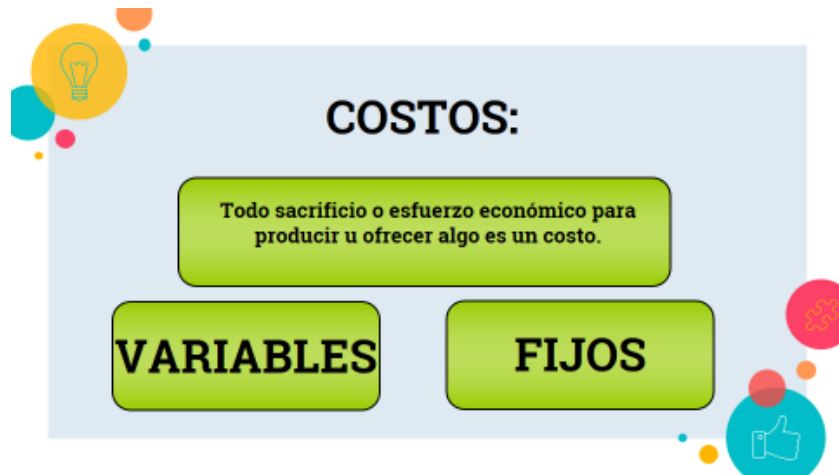 COSTOS:
Todo sacrificio o esfuerzo económico para
producir u ofrecer algo es un costo.
VARIABLES
FIJOS